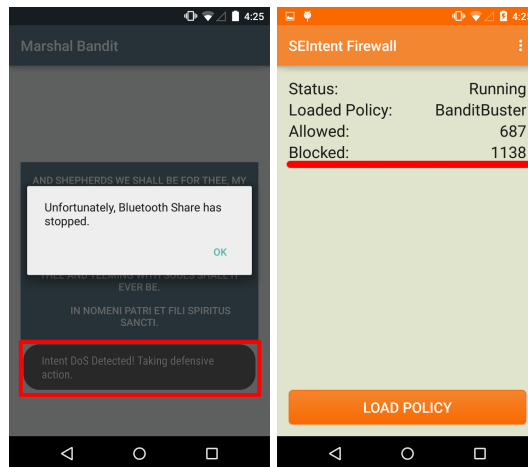 4:25
Marshal Bandit
AND SHEPHERDS WE SHALL BE FOR THEE, MY
Unfortunately, Bluetooth Share has
stopped.
OK
THEE AND TEEMING WITH SOULS SHALL IT
EVER BE.
IN NOMENI PATRI ET FILI SPIRITUS
SANCTI.
Intent DoS Detected! Taking defensive
action.
4:25
SEIntent Firewall
Status: Running
Loaded Policy: BanditBuster
Allowed: 687
Blocked: 1138
LOAD POLICY